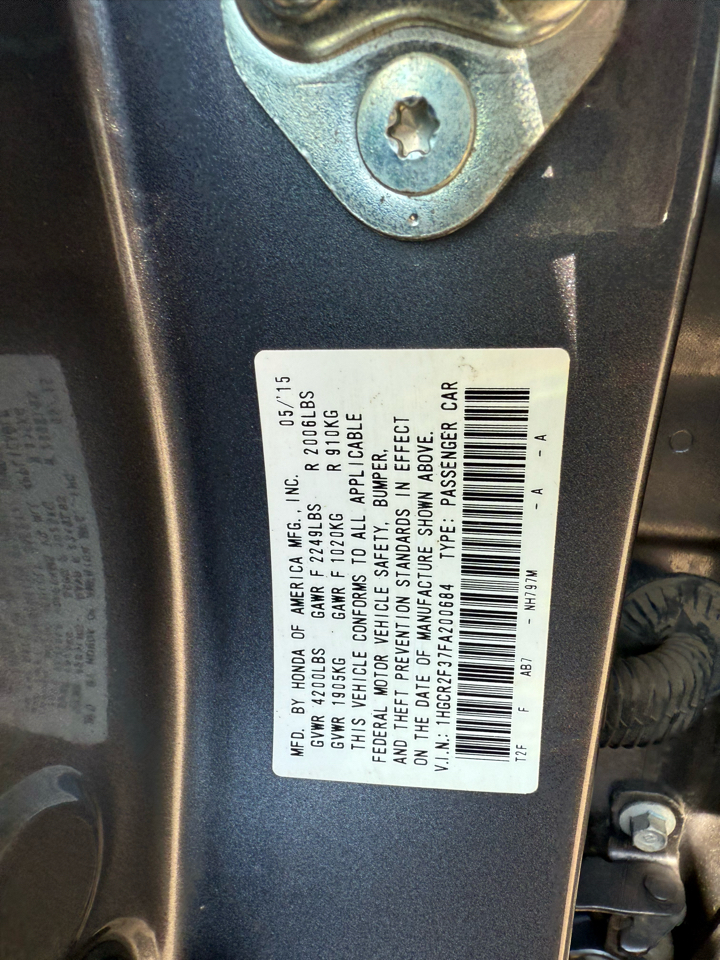 MFD. BY HONDA OF AMERICA MFG., INC. 05/'15
GVWR 4200LBS GAWR F 2249LBS R 2006LBS
GVWR 1905KG GAWR F 1020KG R 910KG
THIS VEHICLE CONFORMS TO ALL APPLICABLE
FEDERAL MOTOR VEHICLE SAFETY, BUMPER,
AND THEFT PREVENTION STANDARDS IN EFFECT
ON THE DATE OF MANUFACTURE SHOWN ABOVE.
V.I.N.: 1HGCR2F37FA200684 TYPE: PASSENGER CAR
T2F F AB7 - NH797M - A - A